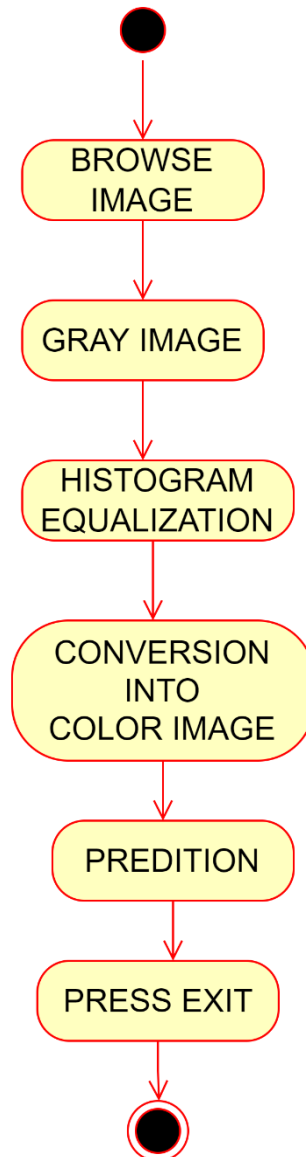 BROWSE
IMAGE
GRAY IMAGE
HISTOGRAM
EQUALIZATION
CONVERSION
INTO
COLOR IMAGE
PREDITION
PRESS EXIT